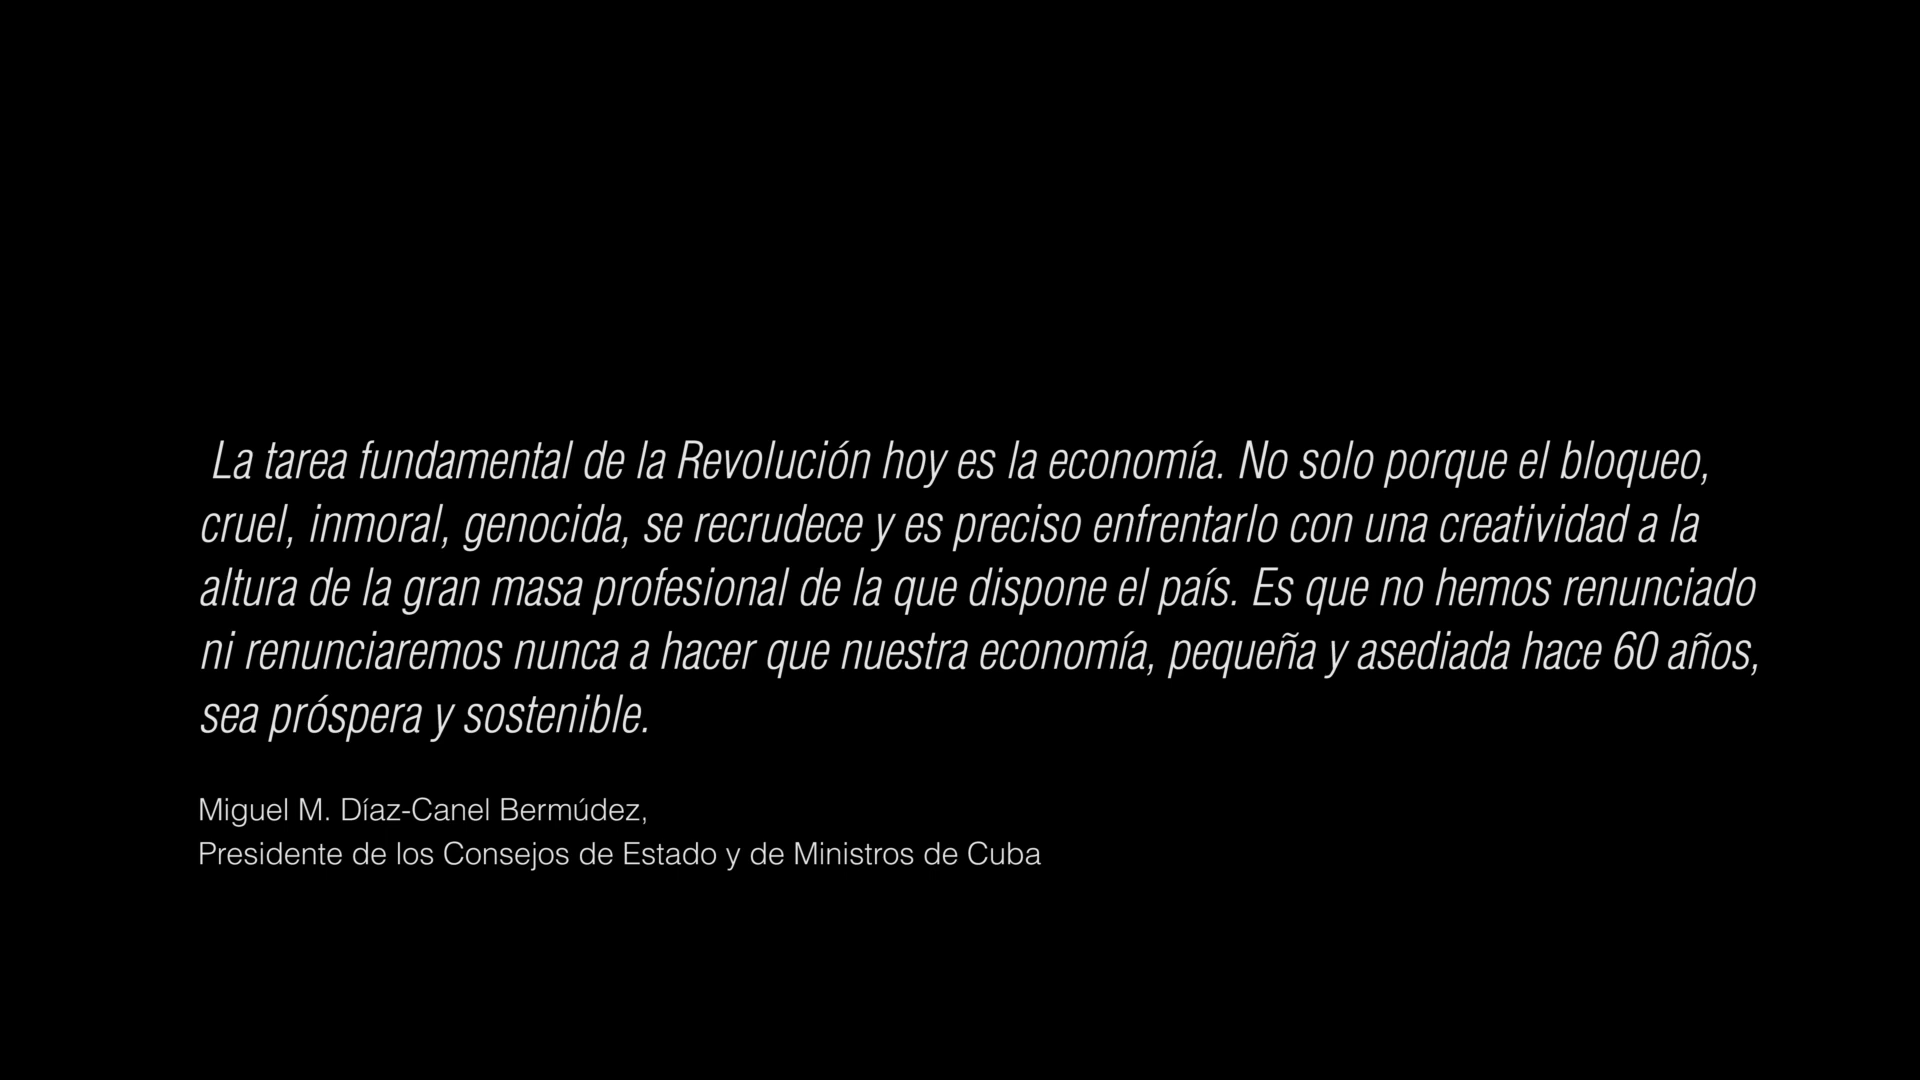 La tarea fundamental de la Revolución hoy es la economía. No solo porque el bloqueo,
cruel, inmoral, genocida, se recrudece y es preciso enfrentarlo con una creatividad a la
altura de la gran masa profesional de la que dispone el país. Es que no hemos renunciado
ni renunciaremos nunca a hacer que nuestra economía, pequeña y asediada hace 60 años,
sea próspera y sostenible.
Miguel M. Díaz-Canel Bermúdez,
Presidente de los Consejos de Estado y de Ministros de Cuba